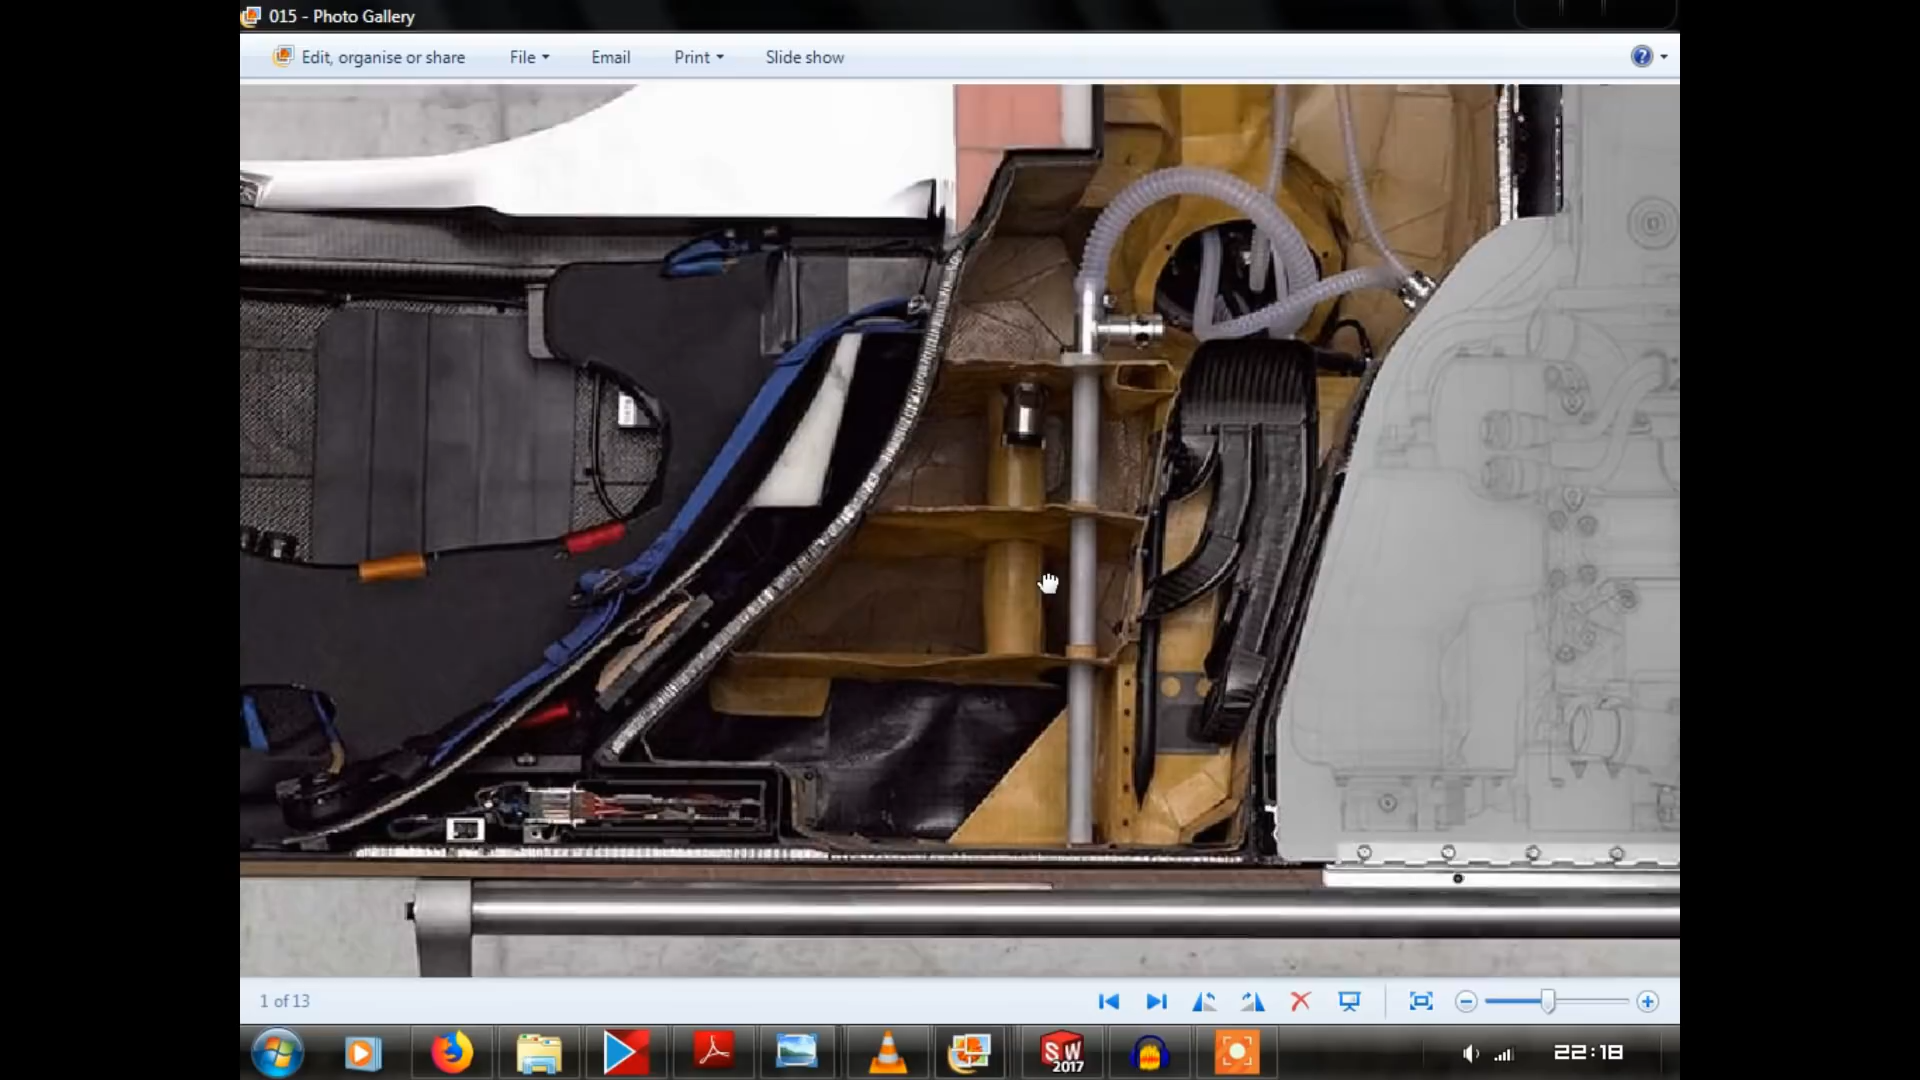 015 - Photo Gallery
Edit, organise or share File Email Print Slide show
1 of 13
SW
2017
22:18